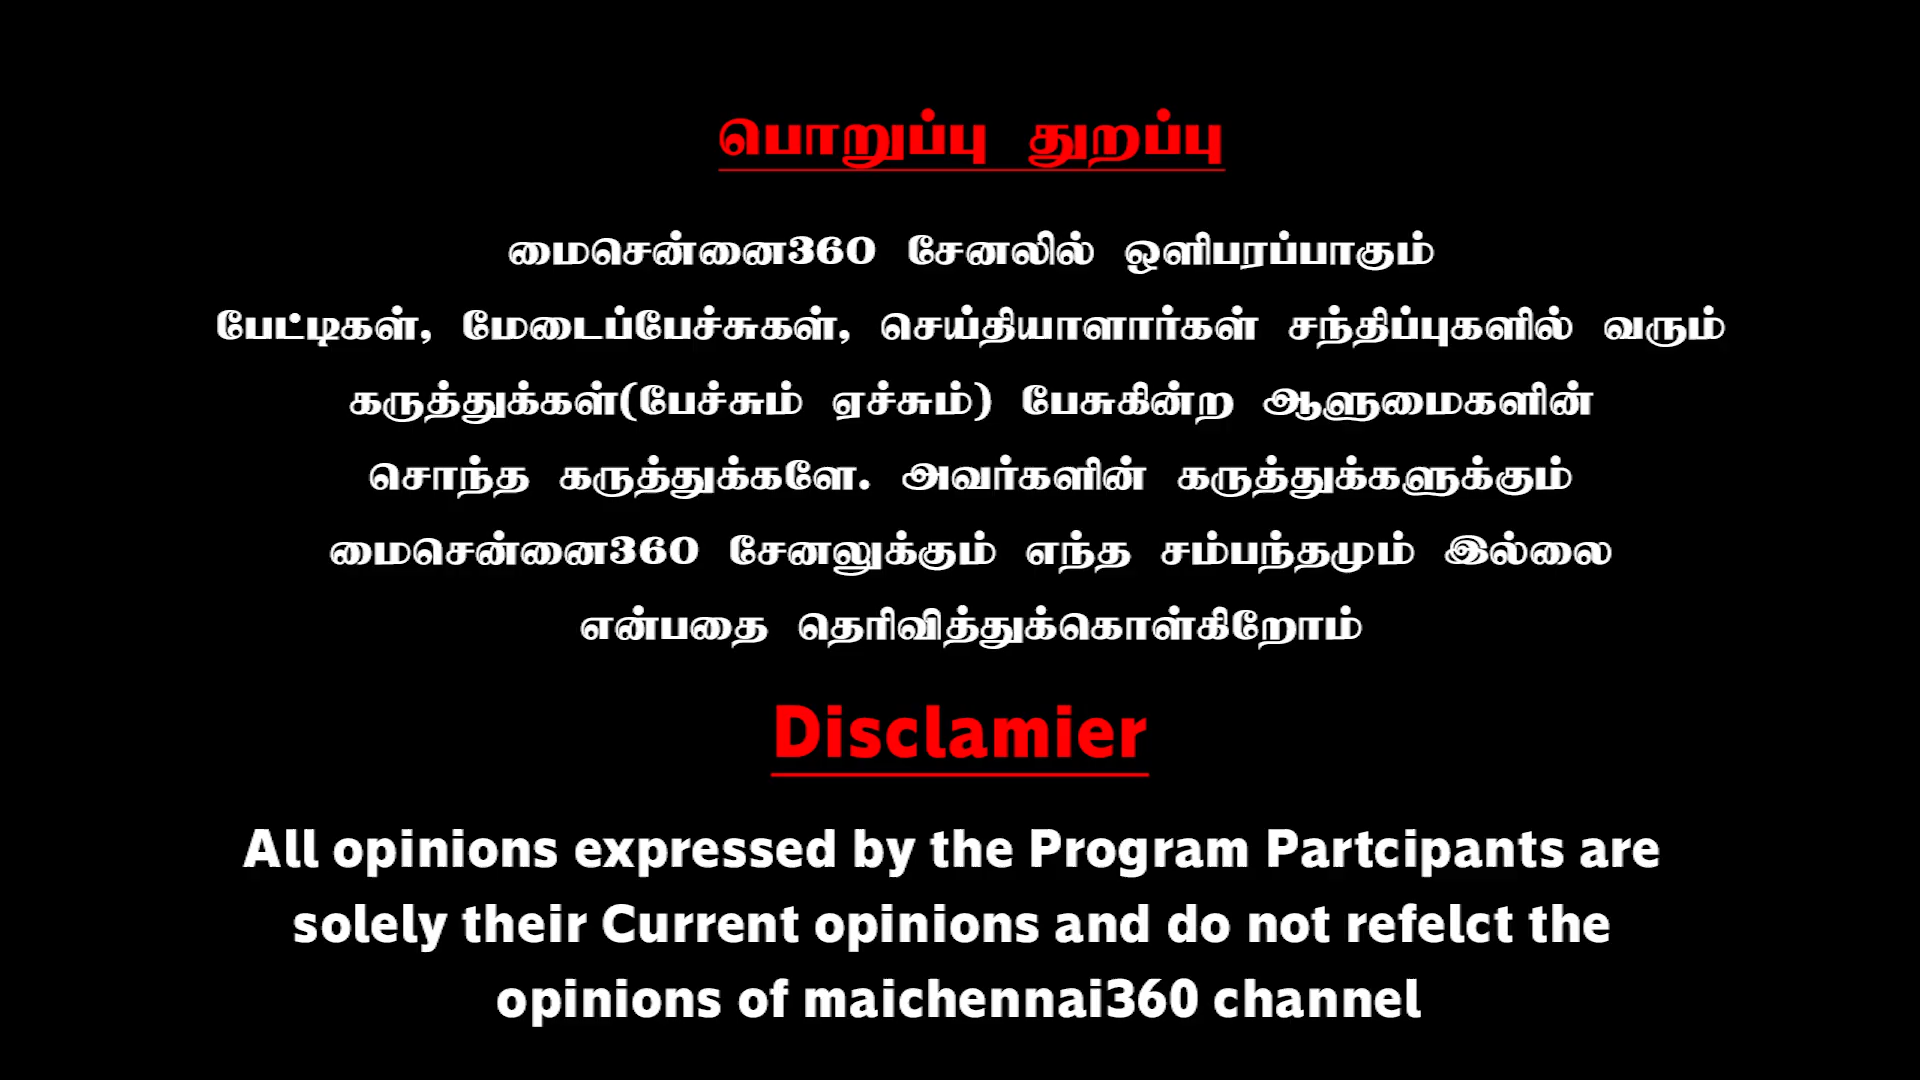 பொறுப்பு துறப்பு
மைசென்னை360 சேனலில் ஒளிபரப்பாகும்
பேட்டிகள், மேடைப்பேச்சுகள், செய்தியாளார்கள் சந்திப்புகளில் வரும்
கருத்துக்கள்(பேச்சும் ஏச்சும்) பேசுகின்ற ஆளுமைகளின்
சொந்த கருத்துக்களே. அவர்களின் கருத்துக்களுக்கும்
மைசென்னை360 சேனலுக்கும் எந்த சம்பந்தமும் இல்லை
என்பதை தெரிவித்துக்கொள்கிறோம்
Disclamier
All opinions expressed by the Program Partcipants are
solely their Current opinions and do not refelct the
opinions of maichennai360 channel